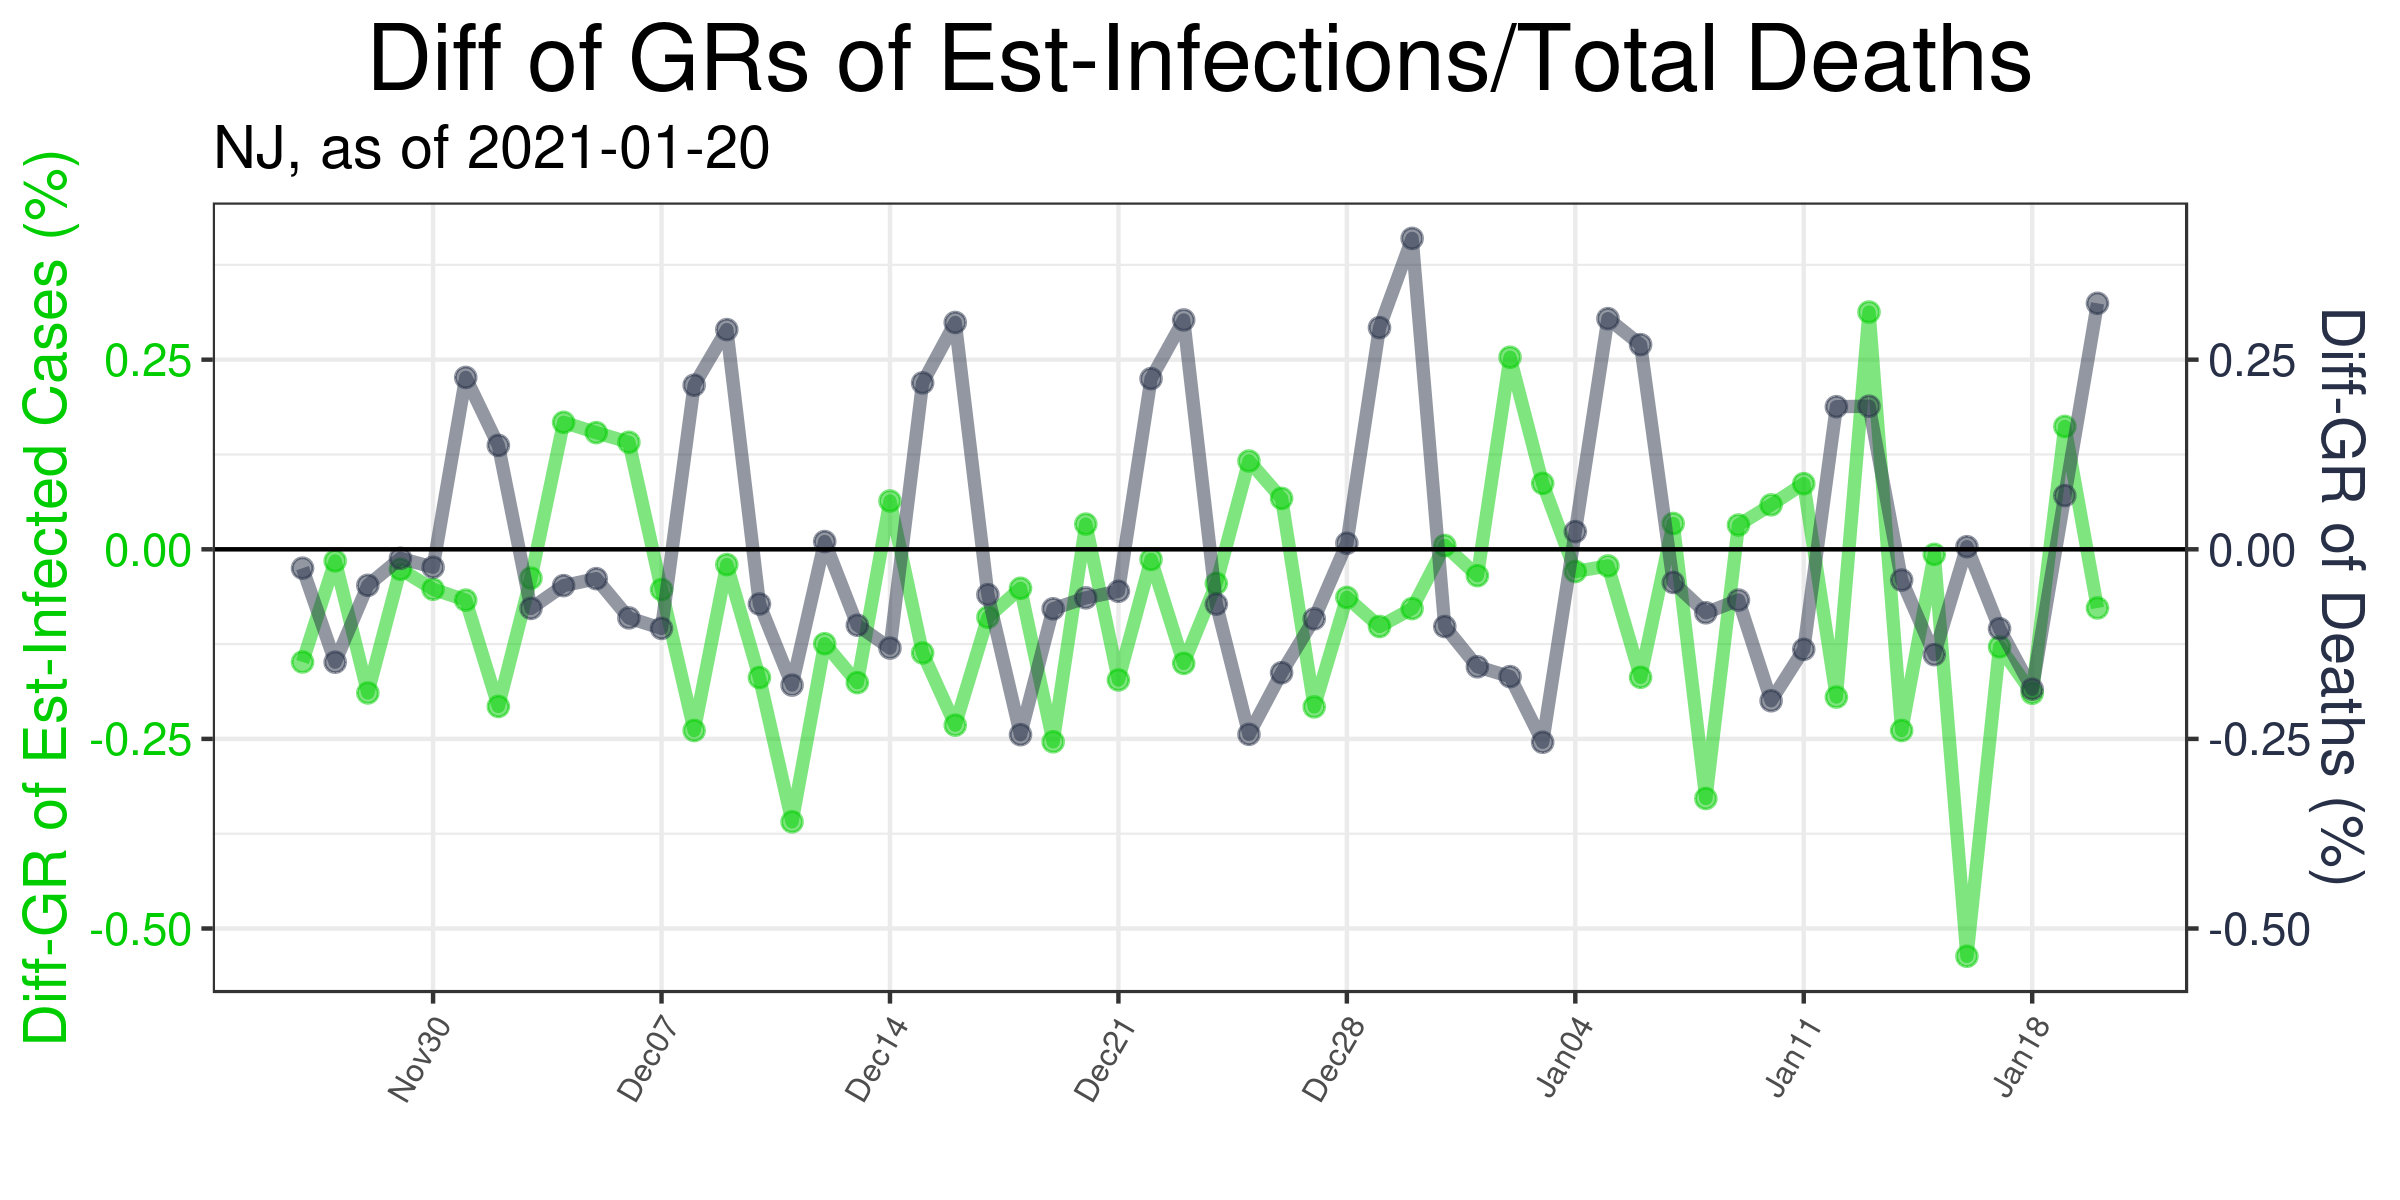 Diff of GRs of Est-Infections/Total Deaths
NJ, as of 2021-01-20
Diff-GR of Est-Infected Cases (%)
0.25
0.00
-0.25
-0.50
0.25
0.00
-0.25
-0.50
Diff-GR of Deaths (%)
Nov30
Dec07
Dec14
Dec21
Dec28
Jan04
Jan11
Jan18